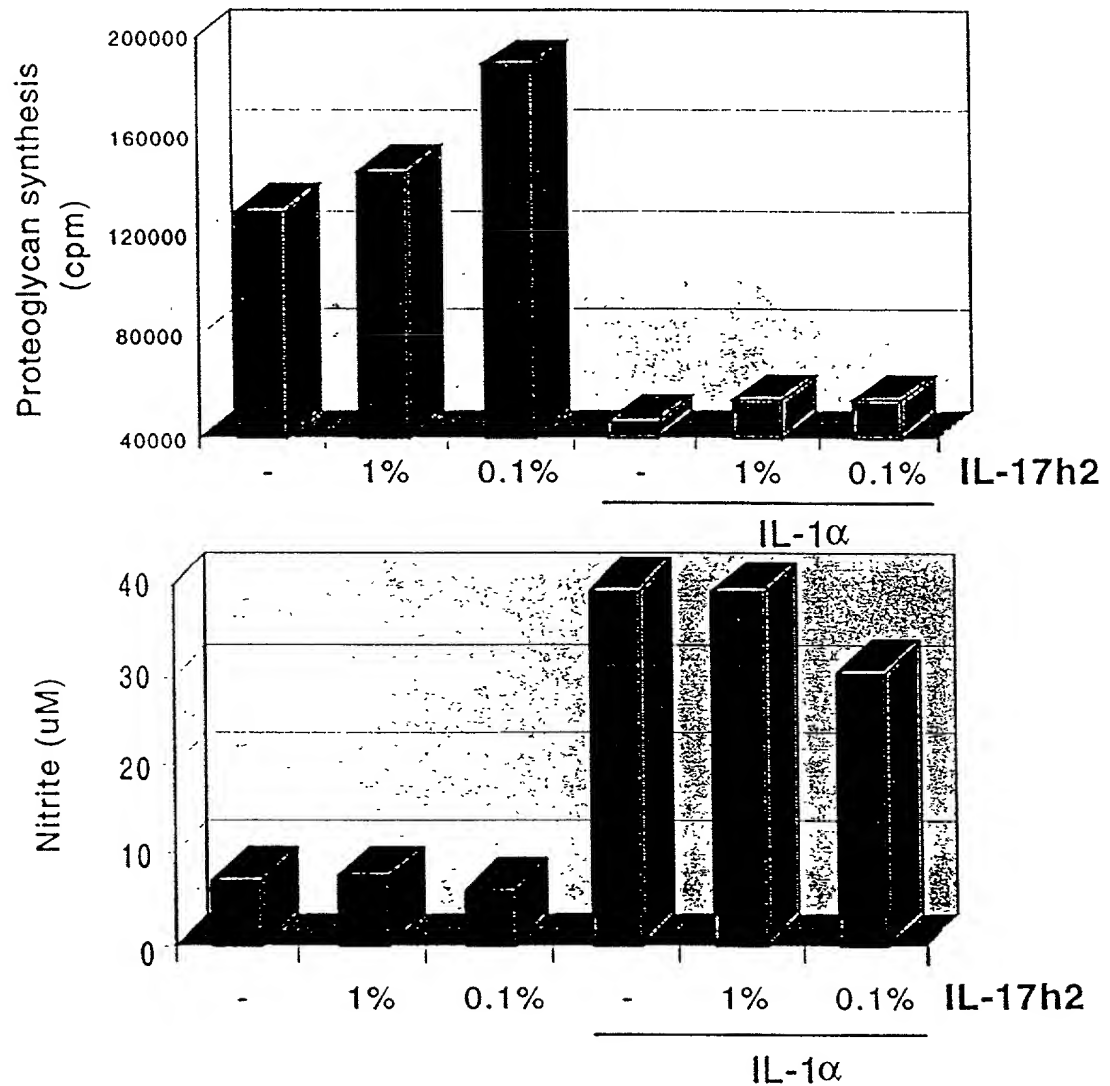 Proteoglycan synthesis
(cpm)
200000
160000
120000
80000
40000
- 1% 0.1% - 1% 0.1% IL-17h2
IL-1α
Nitrite (uM)
40
30
20
10
0
- 1% 0.1% - 1% 0.1% IL-17h2
IL-1α